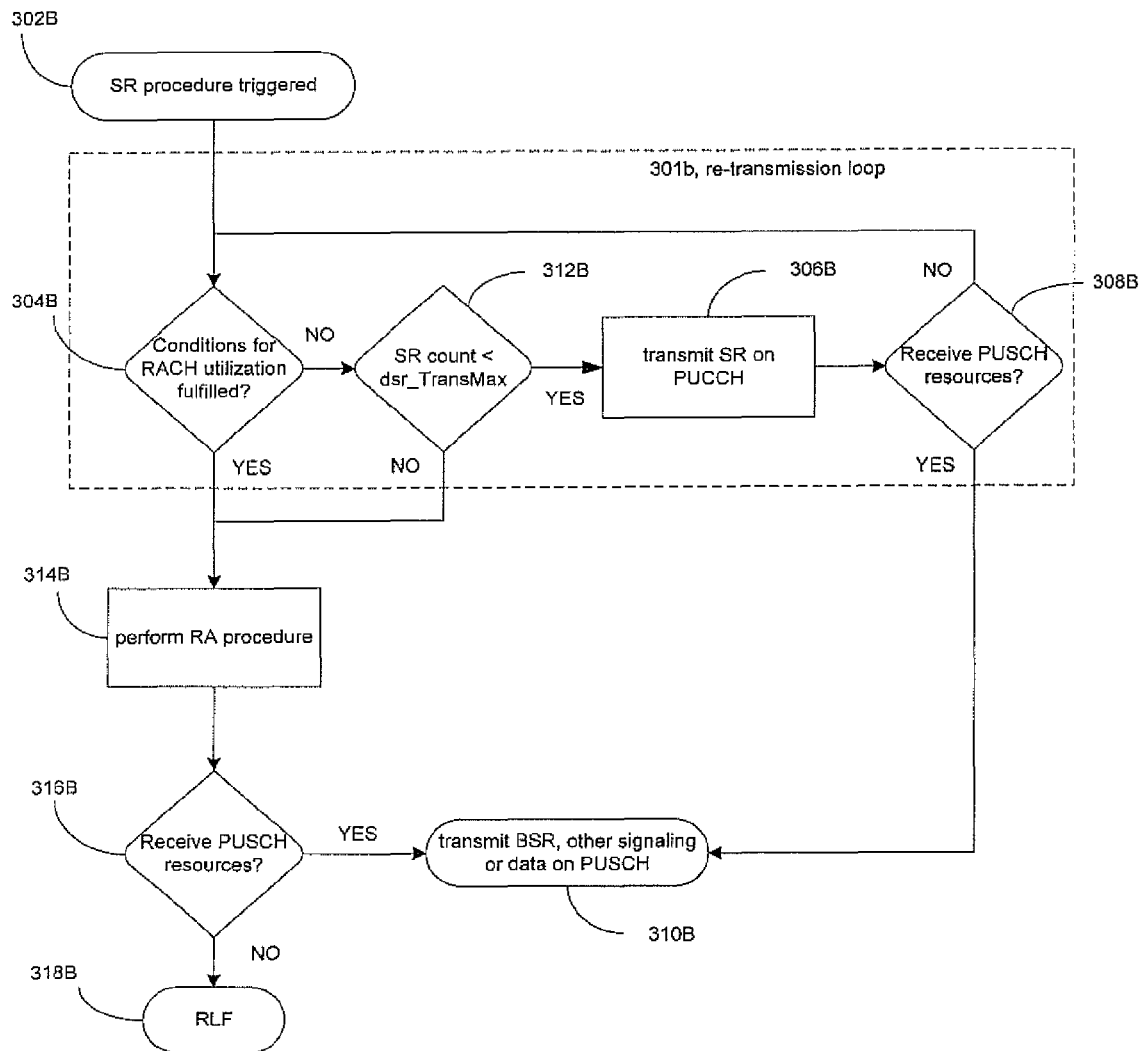 302B
SR procedure triggered
301b, re-transmission loop
304B
Conditions for
RACH utilization
fulfilled?
NO
YES
312B
SR count <
dsr_TransMax
YES
NO
306B
transmit SR on
PUCCH
308B
Receive PUSCH
resources?
NO
YES
314B
perform RA procedure
316B
Receive PUSCH
resources?
YES
NO
transmit BSR, other signaling
or data on PUSCH
310B
318B
RLF